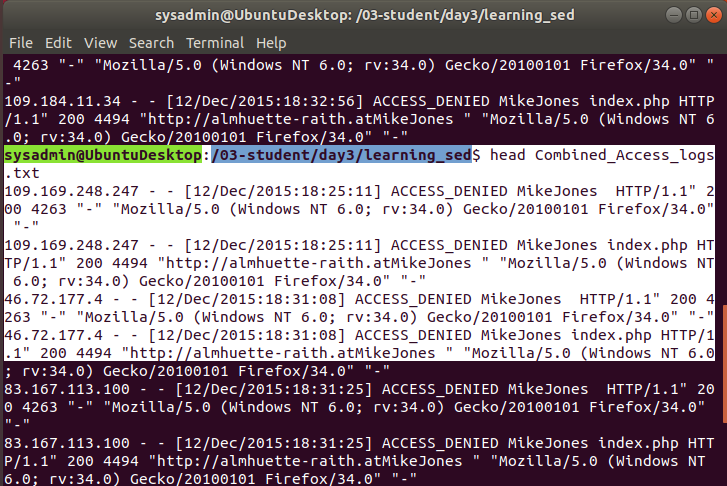 sysadmin@UbuntuDesktop: /03-student/day3/learning_sed
File Edit View Search Terminal Help
4263 "-" "Mozilla/5.0 (Windows NT 6.0; rv:34.0) Gecko/20100101 Firefox/34.0" "
-"
109.184.11.34 - - [12/Dec/2015:18:32:56] ACCESS_DENIED MikeJones index.php HTTP
/1.1" 200 4494 "http://almhuette-raith.atMikeJones " "Mozilla/5.0 (Windows NT 6
.0; rv:34.0) Gecko/20100101 Firefox/34.0" "-"
sysadmin@UbuntuDesktop:/03-student/day3/learning_sed$ head Combined_Access_logs
.txt
109.169.248.247 - - [12/Dec/2015:18:25:11] ACCESS_DENIED MikeJones  HTTP/1.1" 2
00 4263 "-" "Mozilla/5.0 (Windows NT 6.0; rv:34.0) Gecko/20100101 Firefox/34.0"
"-"
109.169.248.247 - - [12/Dec/2015:18:25:11] ACCESS_DENIED MikeJones index.php HT
TP/1.1" 200 4494 "http://almhuette-raith.atMikeJones " "Mozilla/5.0 (Windows NT
6.0; rv:34.0) Gecko/20100101 Firefox/34.0" "-"
46.72.177.4 - - [12/Dec/2015:18:31:08] ACCESS_DENIED MikeJones  HTTP/1.1" 200 4
263 "-" "Mozilla/5.0 (Windows NT 6.0; rv:34.0) Gecko/20100101 Firefox/34.0" "-"
46.72.177.4 - - [12/Dec/2015:18:31:08] ACCESS_DENIED MikeJones index.php HTTP/1
.1" 200 4494 "http://almhuette-raith.atMikeJones " "Mozilla/5.0 (Windows NT 6.0
; rv:34.0) Gecko/20100101 Firefox/34.0" "-"
83.167.113.100 - - [12/Dec/2015:18:31:25] ACCESS_DENIED MikeJones  HTTP/1.1" 20
0 4263 "-" "Mozilla/5.0 (Windows NT 6.0; rv:34.0) Gecko/20100101 Firefox/34.0"
"-"
83.167.113.100 - - [12/Dec/2015:18:31:25] ACCESS_DENIED MikeJones index.php HTT
P/1.1" 200 4494 "http://almhuette-raith.atMikeJones " "Mozilla/5.0 (Windows NT
6.0; rv:34.0) Gecko/20100101 Firefox/34.0" "-"